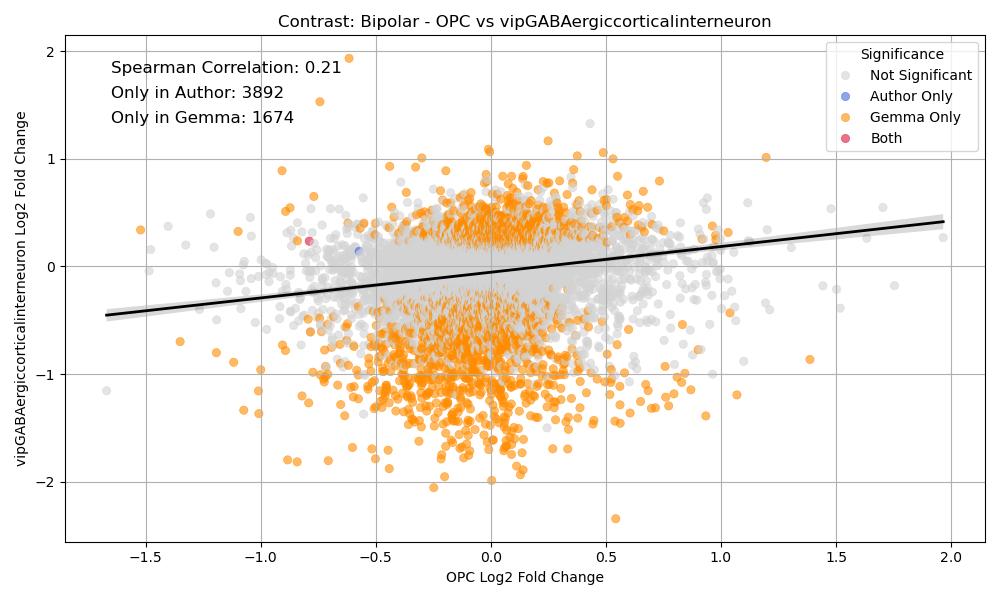 Contrast: Bipolar - OPC vs vipGABAergiccorticalinterneuron
Spearman Correlation: 0.21
Only in Author: 3892
Only in Gemma: 1674
Significance
Not Significant
Author Only
Gemma Only
Both
vipGABAergiccorticalinterneuron Log2 Fold Change
2
1
0
−1
−2
−1.5
−1.0
−0.5
0.0
0.5
1.0
1.5
2.0
OPC Log2 Fold Change